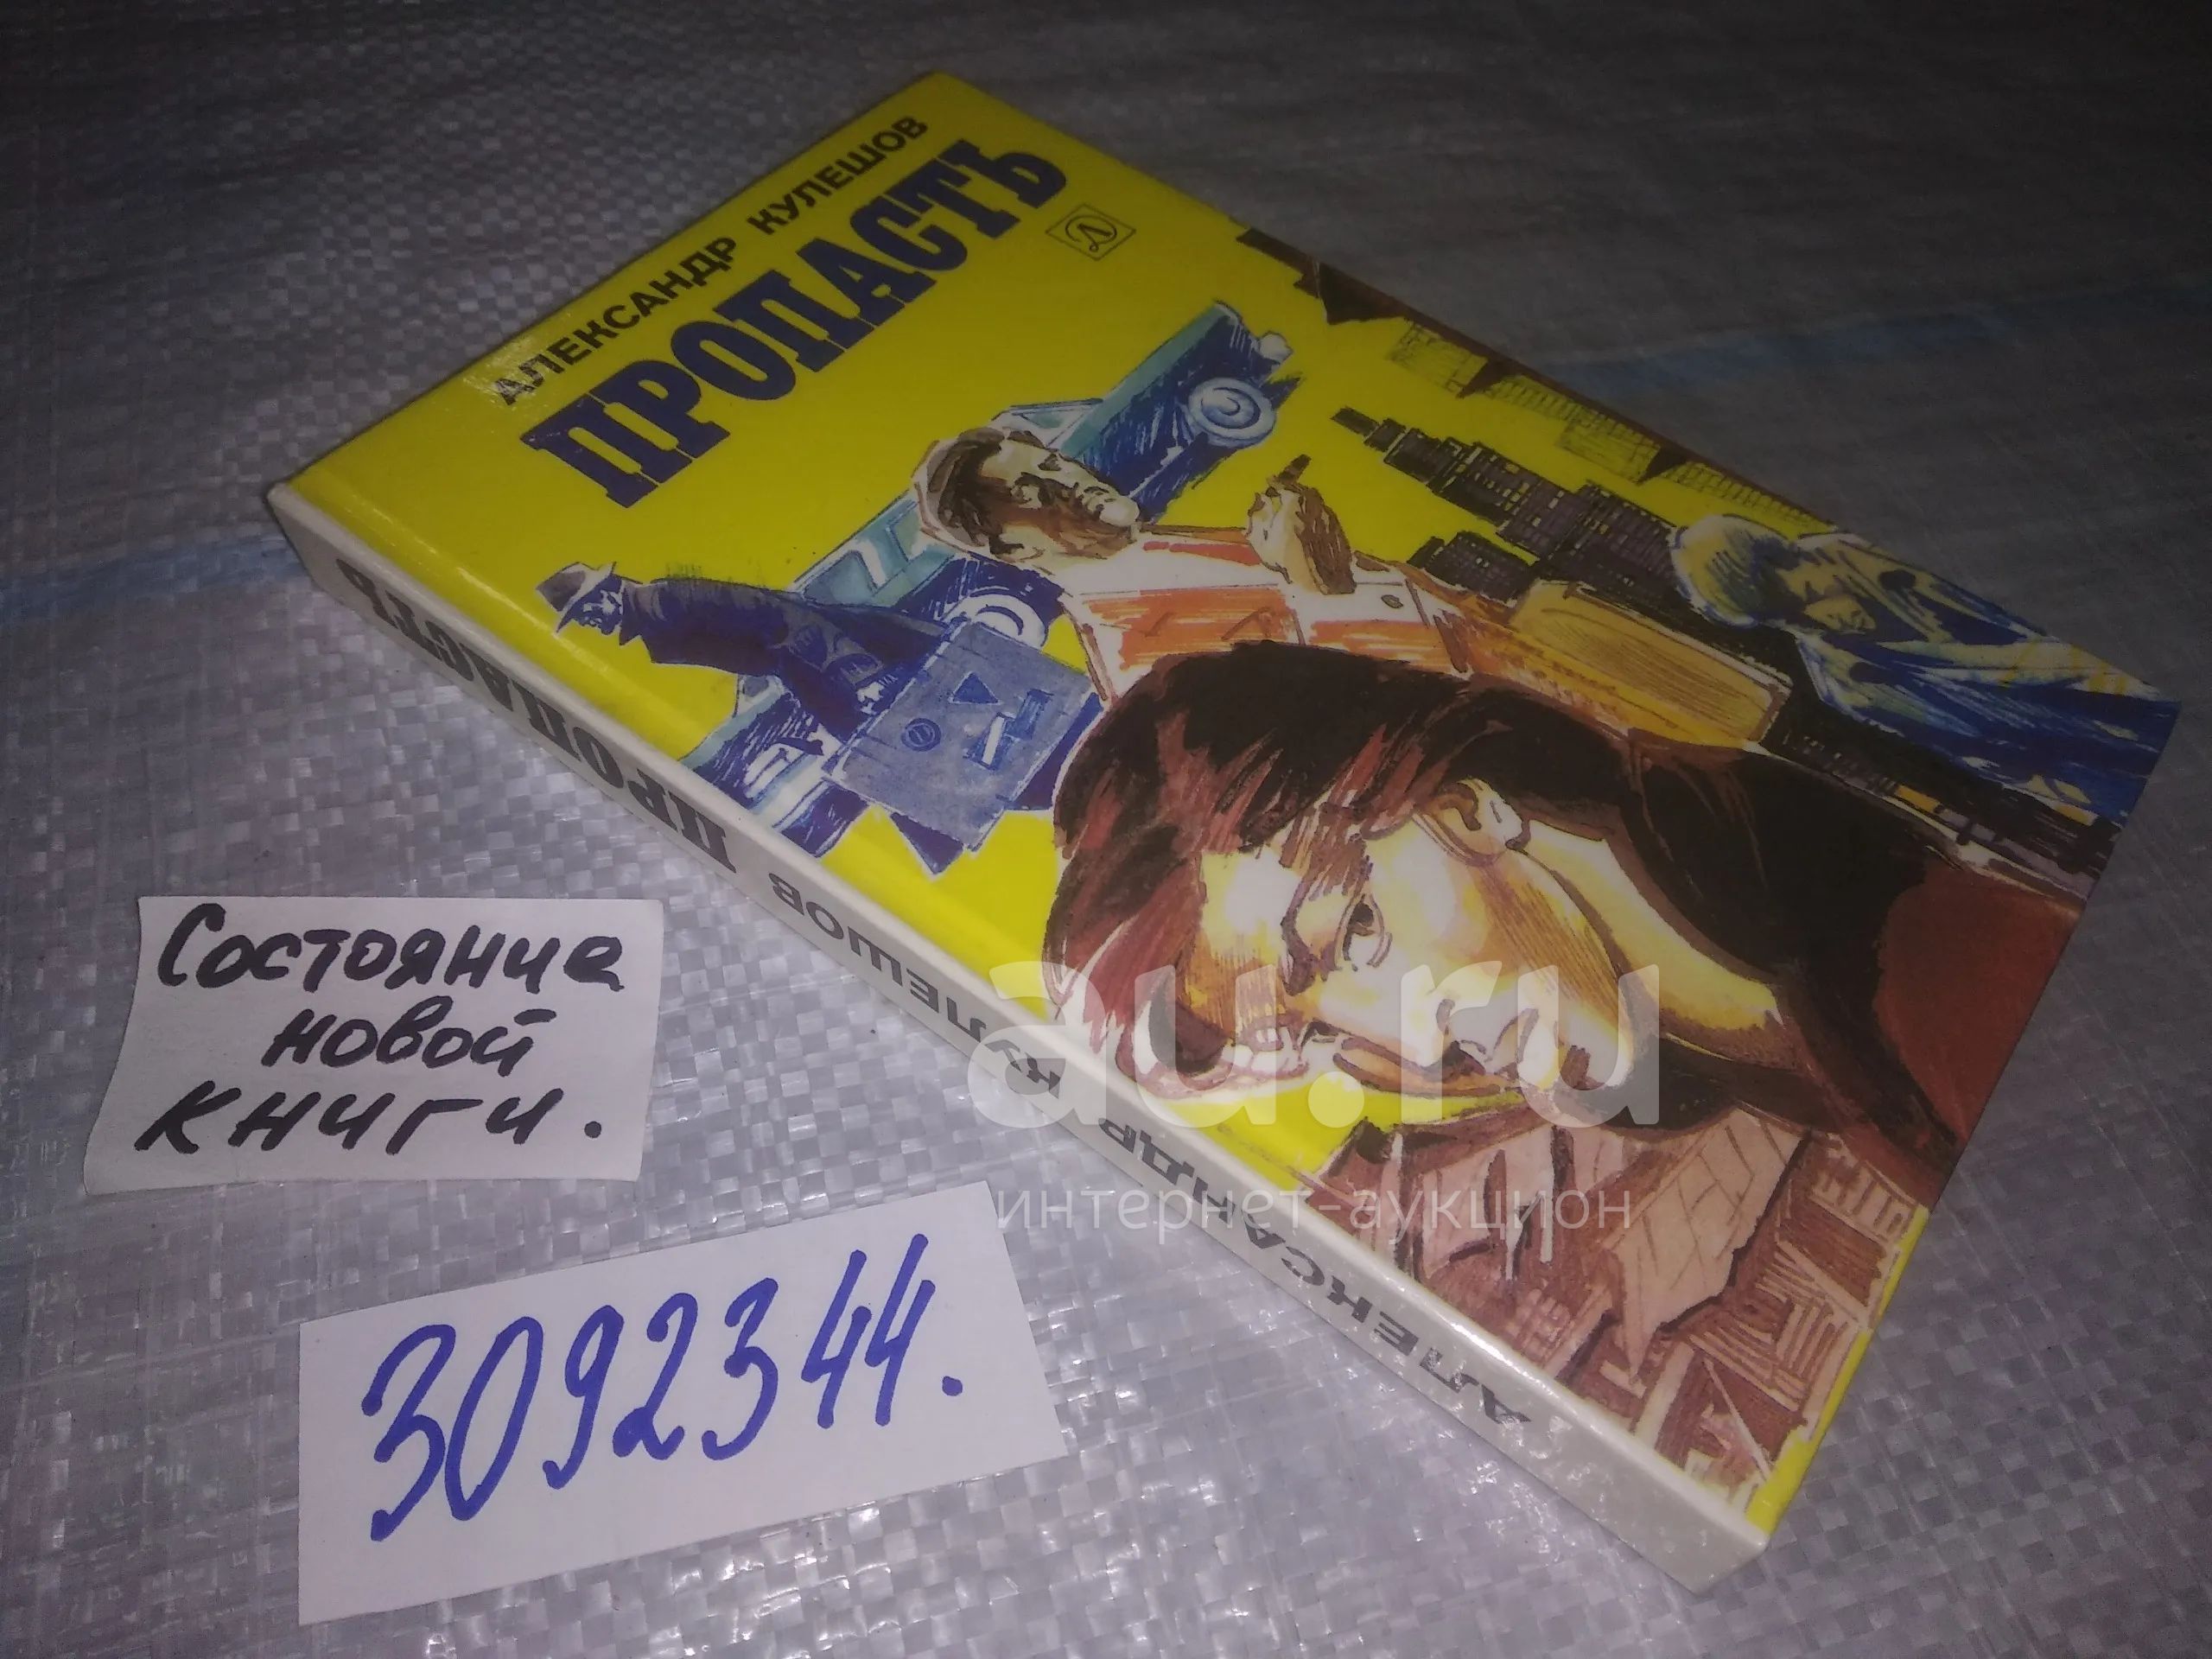 АЛЕКСАНДР КУЛЕШОВ
ПРОПАСТЬ
АЛЕКСАНДР КУЛЕШОВ ПРОПАСТЬ
Состояние
новой
книги.
3092344.
au.ru
интернет-аукцион